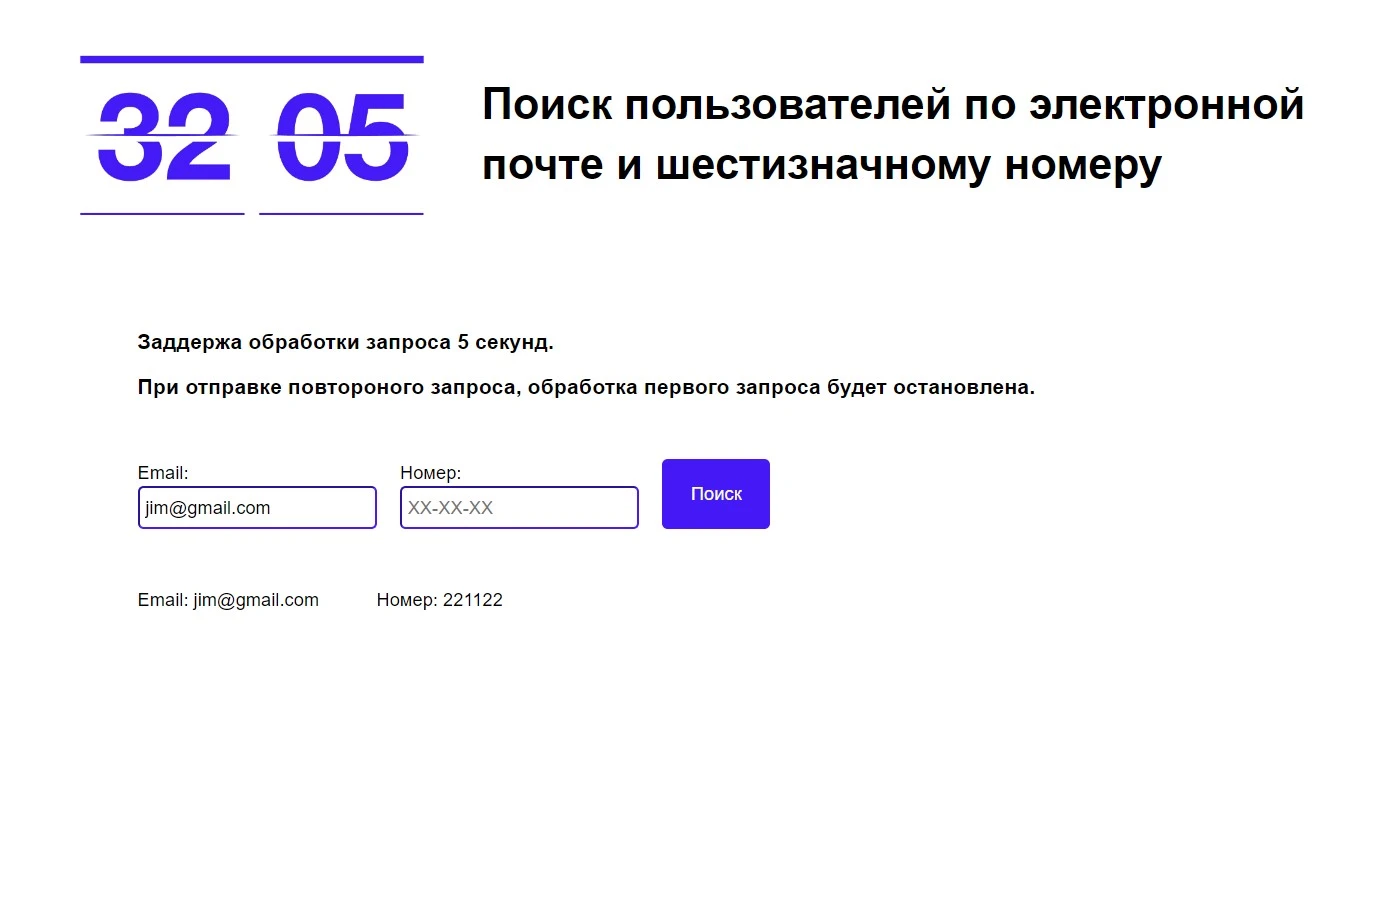 32 05
Поиск пользователей по электронной
почте и шестизначному номеру
Заддержа обработки запроса 5 секунд.
При отправке повтороного запроса, обработка первого запроса будет остановлена.
Email: Номер:
jim@gmail.com XX-XX-XX Поиск
Email: jim@gmail.com Номер: 221122